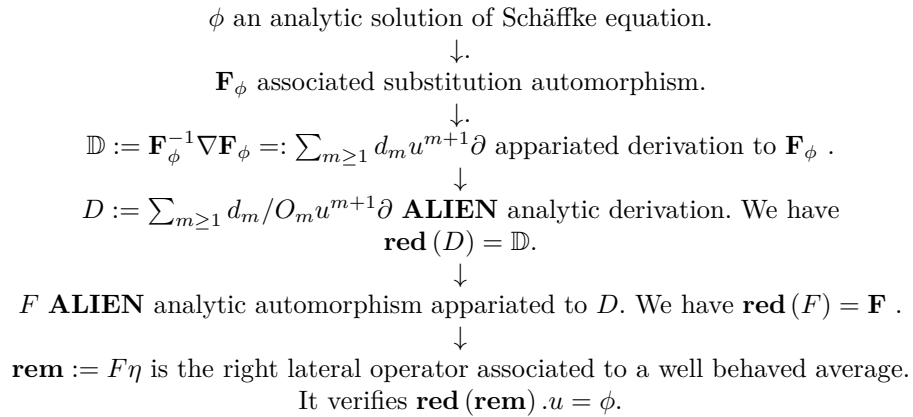 ϕ an analytic solution of Schäffke equation.
↓.
F_ϕ associated substitution automorphism.
↓.
𝔻 := F_ϕ^{-1}∇F_ϕ =: ∑_{m≥1} d_m u^{m+1}∂ appariated derivation to F_ϕ .
↓
D := ∑_{m≥1} d_m/O_m u^{m+1}∂ ALIEN analytic derivation. We have
red (D) = 𝔻.
↓
F ALIEN analytic automorphism appariated to D. We have red (F) = F .
↓
rem := Fη is the right lateral operator associated to a well behaved average.
It verifies red (rem) .u = ϕ.